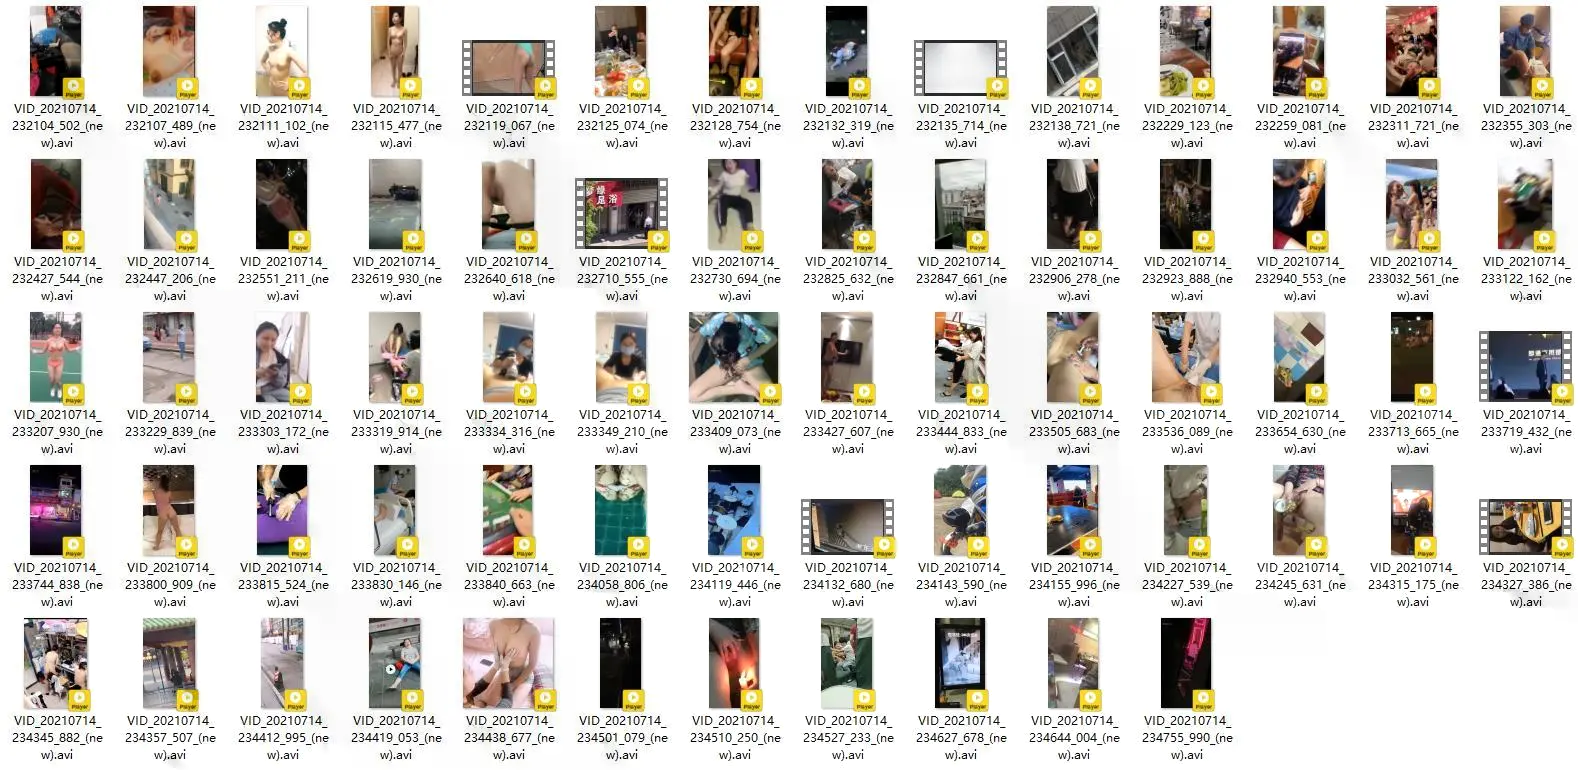 VID_20210714_232104_502_(new).avi
VID_20210714_232107_489_(new).avi
VID_20210714_232111_102_(new).avi
VID_20210714_232115_477_(new).avi
VID_20210714_232119_067_(new).avi
VID_20210714_232125_074_(new).avi
VID_20210714_232128_754_(new).avi
VID_20210714_232132_319_(new).avi
VID_20210714_232135_714_(new).avi
VID_20210714_232138_721_(new).avi
VID_20210714_232229_123_(new).avi
VID_20210714_232259_081_(new).avi
VID_20210714_232311_721_(new).avi
VID_20210714_232355_303_(new).avi
VID_20210714_232427_544_(new).avi
VID_20210714_232447_206_(new).avi
VID_20210714_232551_211_(new).avi
VID_20210714_232619_930_(new).avi
VID_20210714_232640_618_(new).avi
VID_20210714_232710_555_(new).avi
VID_20210714_232730_694_(new).avi
VID_20210714_232825_632_(new).avi
VID_20210714_232847_661_(new).avi
VID_20210714_232906_278_(new).avi
VID_20210714_232923_888_(new).avi
VID_20210714_232940_553_(new).avi
VID_20210714_233032_561_(new).avi
VID_20210714_233122_162_(new).avi
VID_20210714_233207_930_(new).avi
VID_20210714_233229_839_(new).avi
VID_20210714_233303_172_(new).avi
VID_20210714_233319_914_(new).avi
VID_20210714_233334_316_(new).avi
VID_20210714_233349_210_(new).avi
VID_20210714_233409_073_(new).avi
VID_20210714_233427_607_(new).avi
VID_20210714_233444_833_(new).avi
VID_20210714_233505_683_(new).avi
VID_20210714_233536_089_(new).avi
VID_20210714_233654_630_(new).avi
VID_20210714_233713_665_(new).avi
VID_20210714_233719_432_(new).avi
VID_20210714_233744_838_(new).avi
VID_20210714_233800_909_(new).avi
VID_20210714_233815_524_(new).avi
VID_20210714_233830_146_(new).avi
VID_20210714_233840_663_(new).avi
VID_20210714_234058_806_(new).avi
VID_20210714_234119_446_(new).avi
VID_20210714_234132_680_(new).avi
VID_20210714_234143_590_(new).avi
VID_20210714_234155_996_(new).avi
VID_20210714_234227_539_(new).avi
VID_20210714_234245_631_(new).avi
VID_20210714_234315_175_(new).avi
VID_20210714_234327_386_(new).avi
VID_20210714_234345_882_(new).avi
VID_20210714_234357_507_(new).avi
VID_20210714_234412_995_(new).avi
VID_20210714_234419_053_(new).avi
VID_20210714_234438_677_(new).avi
VID_20210714_234501_079_(new).avi
VID_20210714_234510_250_(new).avi
VID_20210714_234527_233_(new).avi
VID_20210714_234627_678_(new).avi
VID_20210714_234644_004_(new).avi
VID_20210714_234755_990_(new).avi